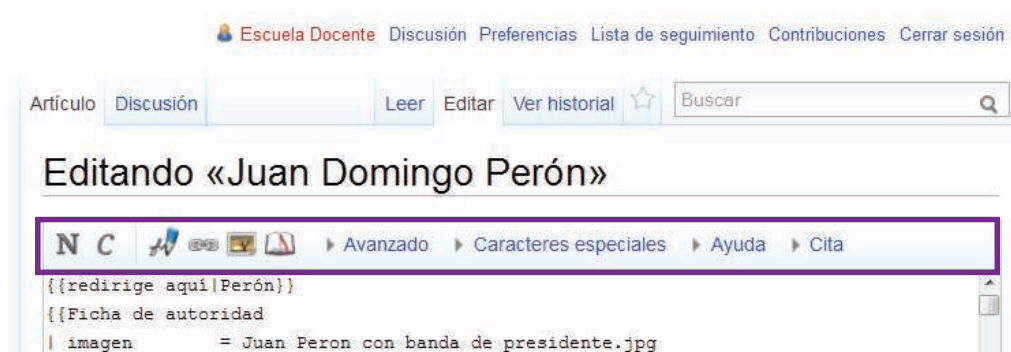 Escuela Docente Discusión Preferencias Lista de seguimiento Contribuciones Cerrar sesión
Artículo Discusión Leer Editar Ver historial Buscar
Editando «Juan Domingo Perón»
N C Avanzado Caracteres especiales Ayuda Cita
{{redirige aquí|Perón}}
{{Ficha de autoridad
| imagen = Juan Peron con banda de presidente.jpg